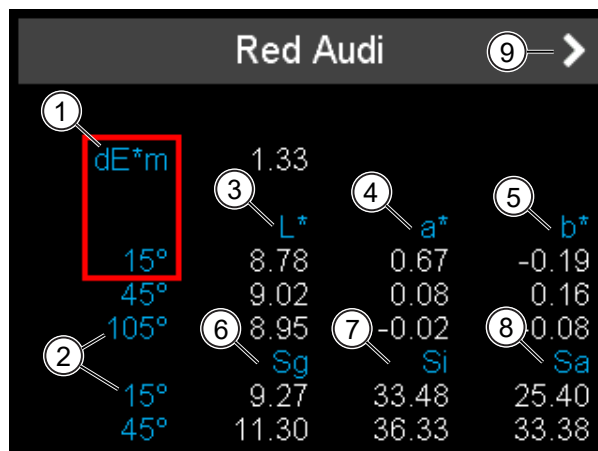 Red Audi 9
1
dE*m 1.33
3 4 5
L* a* b*
15° 8.78 0.67 -0.19
45° 9.02 0.08 0.16
105° 6 8.95 7 -0.02 8 0.08
2 Sg Si Sa
15° 9.27 33.48 25.40
45° 11.30 36.33 33.38